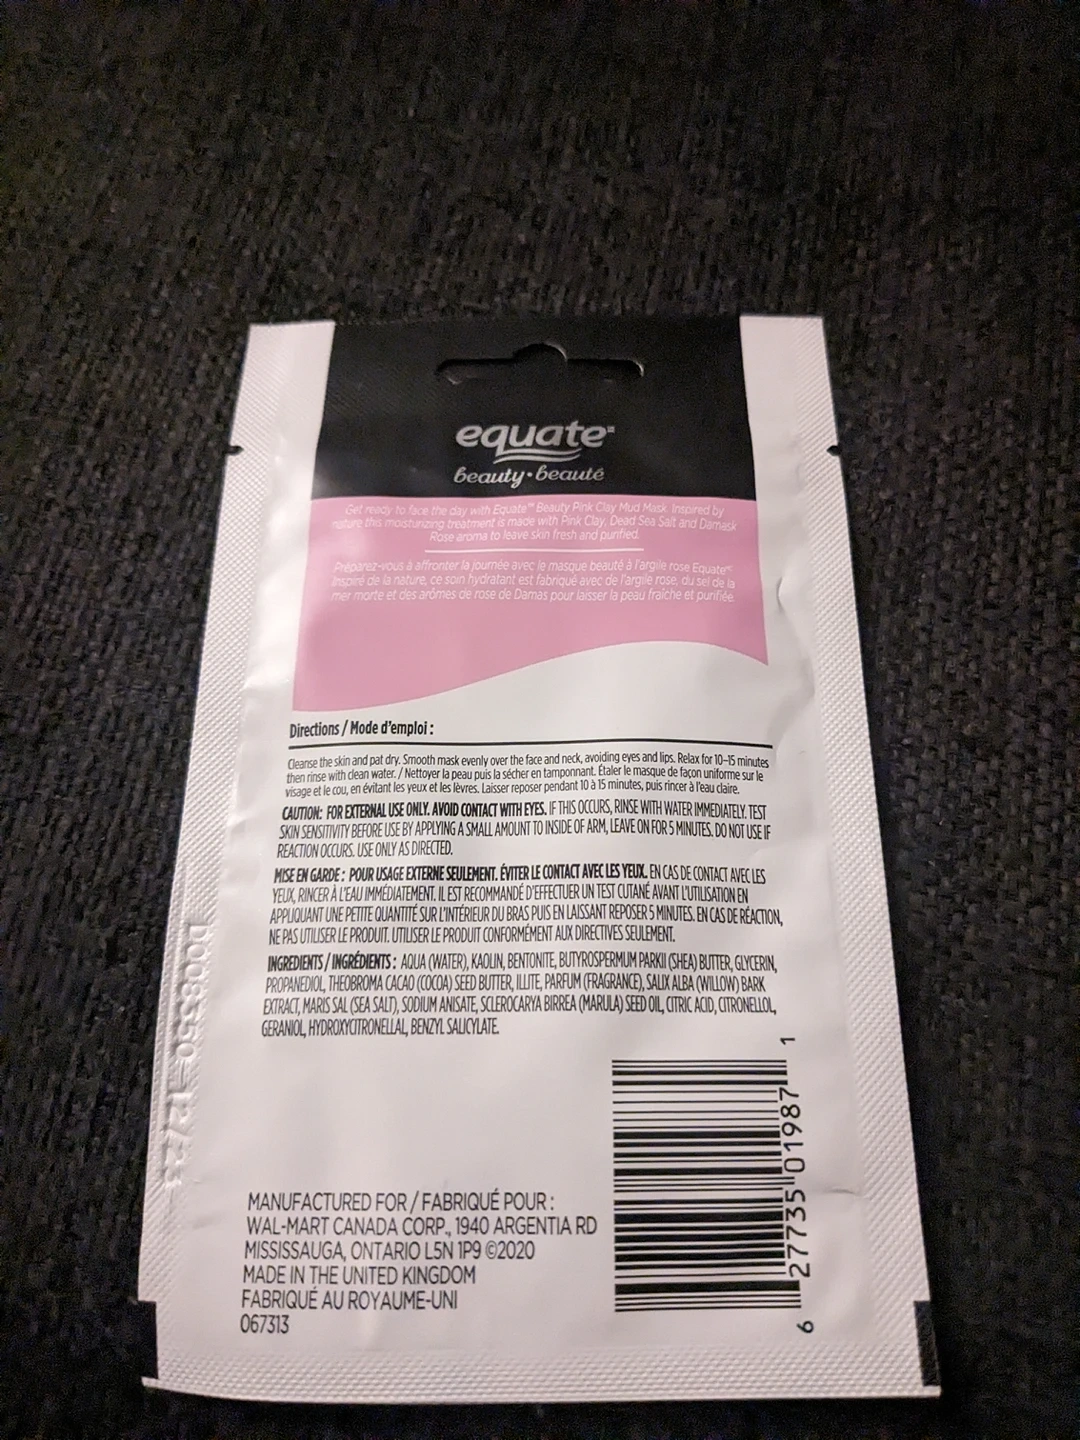 equate
beauty • beauté
Get ready to face the day with Equate™ Beauty Pink Clay Mud Mask. Inspired by
nature this moisturizing treatment is made with Pink Clay, Dead Sea Salt and Damask
Rose aroma to leave skin fresh and purified.
Préparez-vous à affronter la journée avec le masque beauté à l'argile rose Equate
Inspiré de la nature, ce soin hydratant est fabriqué avec de l'argile rose, du sel de la
mer morte et des arômes de rose de Damas pour laisser la peau fraîche et purifiée.
Directions / Mode d'emploi :
Cleanse the skin and pat dry. Smooth mask evenly over the face and neck, avoiding eyes and lips. Relax for 10–15 minutes
then rinse with clean water. / Nettoyer la peau puis la sécher en tamponnant. Étaler le masque de façon uniforme sur le
visage et le cou, en évitant les yeux et les lèvres. Laisser reposer pendant 10 à 15 minutes, puis rincer à l'eau claire.
CAUTION: FOR EXTERNAL USE ONLY. AVOID CONTACT WITH EYES. IF THIS OCCURS, RINSE WITH WATER IMMEDIATELY. TEST
SKIN SENSITIVITY BEFORE USE BY APPLYING A SMALL AMOUNT TO INSIDE OF ARM, LEAVE ON FOR 5 MINUTES. DO NOT USE IF
REACTION OCCURS. USE ONLY AS DIRECTED.
MISE EN GARDE : POUR USAGE EXTERNE SEULEMENT. ÉVITER LE CONTACT AVEC LES YEUX. EN CAS DE CONTACT AVEC LES
YEUX, RINCER À L'EAU IMMÉDIATEMENT. IL EST RECOMMANDÉ D'EFFECTUER UN TEST CUTANÉ AVANT L'UTILISATION EN
APPLIQUANT UNE PETITE QUANTITÉ SUR L'INTÉRIEUR DU BRAS PUIS EN LAISSANT REPOSER 5 MINUTES. EN CAS DE RÉACTION,
NE PAS UTILISER LE PRODUIT. UTILISER LE PRODUIT CONFORMÉMENT AUX DIRECTIVES SEULEMENT.
INGREDIENTS / INGRÉDIENTS : AQUA (WATER), KAOLIN, BENTONITE, BUTYROSPERMUM PARKII (SHEA) BUTTER, GLYCERIN,
PROPANEDIOL, THEOBROMA CACAO (COCOA) SEED BUTTER, ILLITE, PARFUM (FRAGRANCE), SALIX ALBA (WILLOW) BARK
EXTRACT, MARIS SAL (SEA SALT), SODIUM ANISATE, SCLEROCARYA BIRREA (MARULA) SEED OIL, CITRIC ACID, CITRONELLOL,
GERANIOL, HYDROXYCITRONELLAL, BENZYL SALICYLATE.
MANUFACTURED FOR / FABRIQUÉ POUR :
WAL-MART CANADA CORP., 1940 ARGENTIA RD
MISSISSAUGA, ONTARIO L5N 1P9 ©2020
MADE IN THE UNITED KINGDOM
FABRIQUÉ AU ROYAUME-UNI
067313
6 27735 01987 1